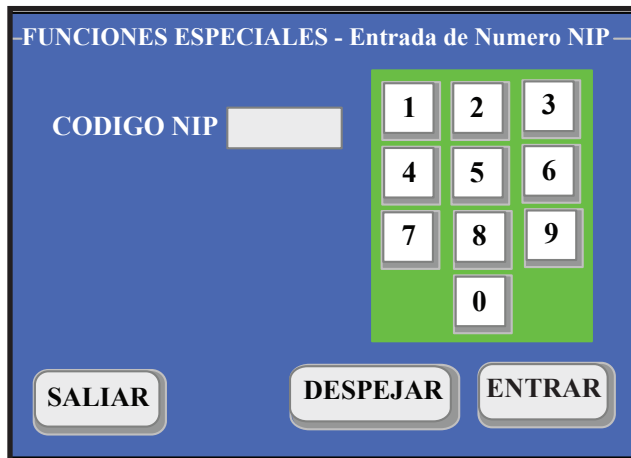 FUNCIONES ESPECIALES - Entrada de Numero NIP
CODIGO NIP
1 2 3
4 5 6
7 8 9
0
SALIAR DESPEJAR ENTRAR